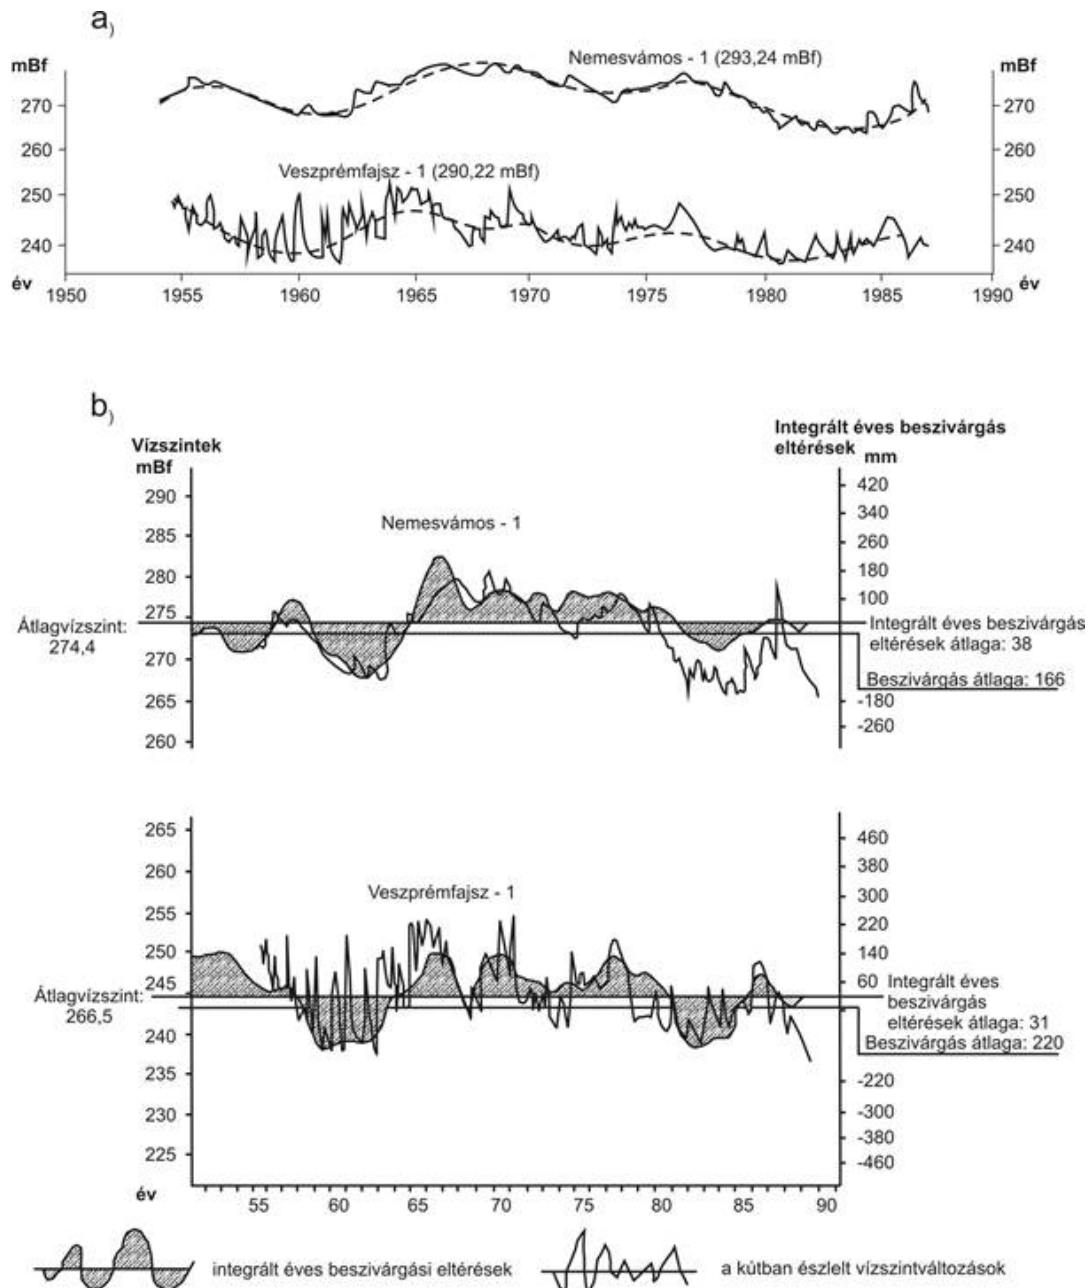 a)
Nemesvámos - 1 (293,24 mBf)
mBf
mBf
270
270
260
260
Veszprémfajsz - 1 (290,22 mBf)
250
250
240
240
év
év
1950
1955
1960
1965
1970
1975
1980
1985
1990
b)
Vízszintek
mBf
Integrált éves beszivárgás
eltérések
mm
290
285
280
275
270
265
260
Nemesvámos - 1
420
340
260
180
100
-180
-260
Átlagvízszint:
274,4
Integrált éves beszivárgás
eltérések átlaga: 38
Beszivárgás átlaga: 166
265
260
255
250
245
240
235
230
225
Veszprémfajsz - 1
460
380
300
220
140
60
-220
-300
-380
-460
Átlagvízszint:
266,5
Integrált éves
beszivárgás
eltérések átlaga: 31
Beszivárgás átlaga: 220
év
55
60
65
70
75
80
85
90
integrált éves beszivárgási eltérések
a kútban észlelt vízszintváltozások